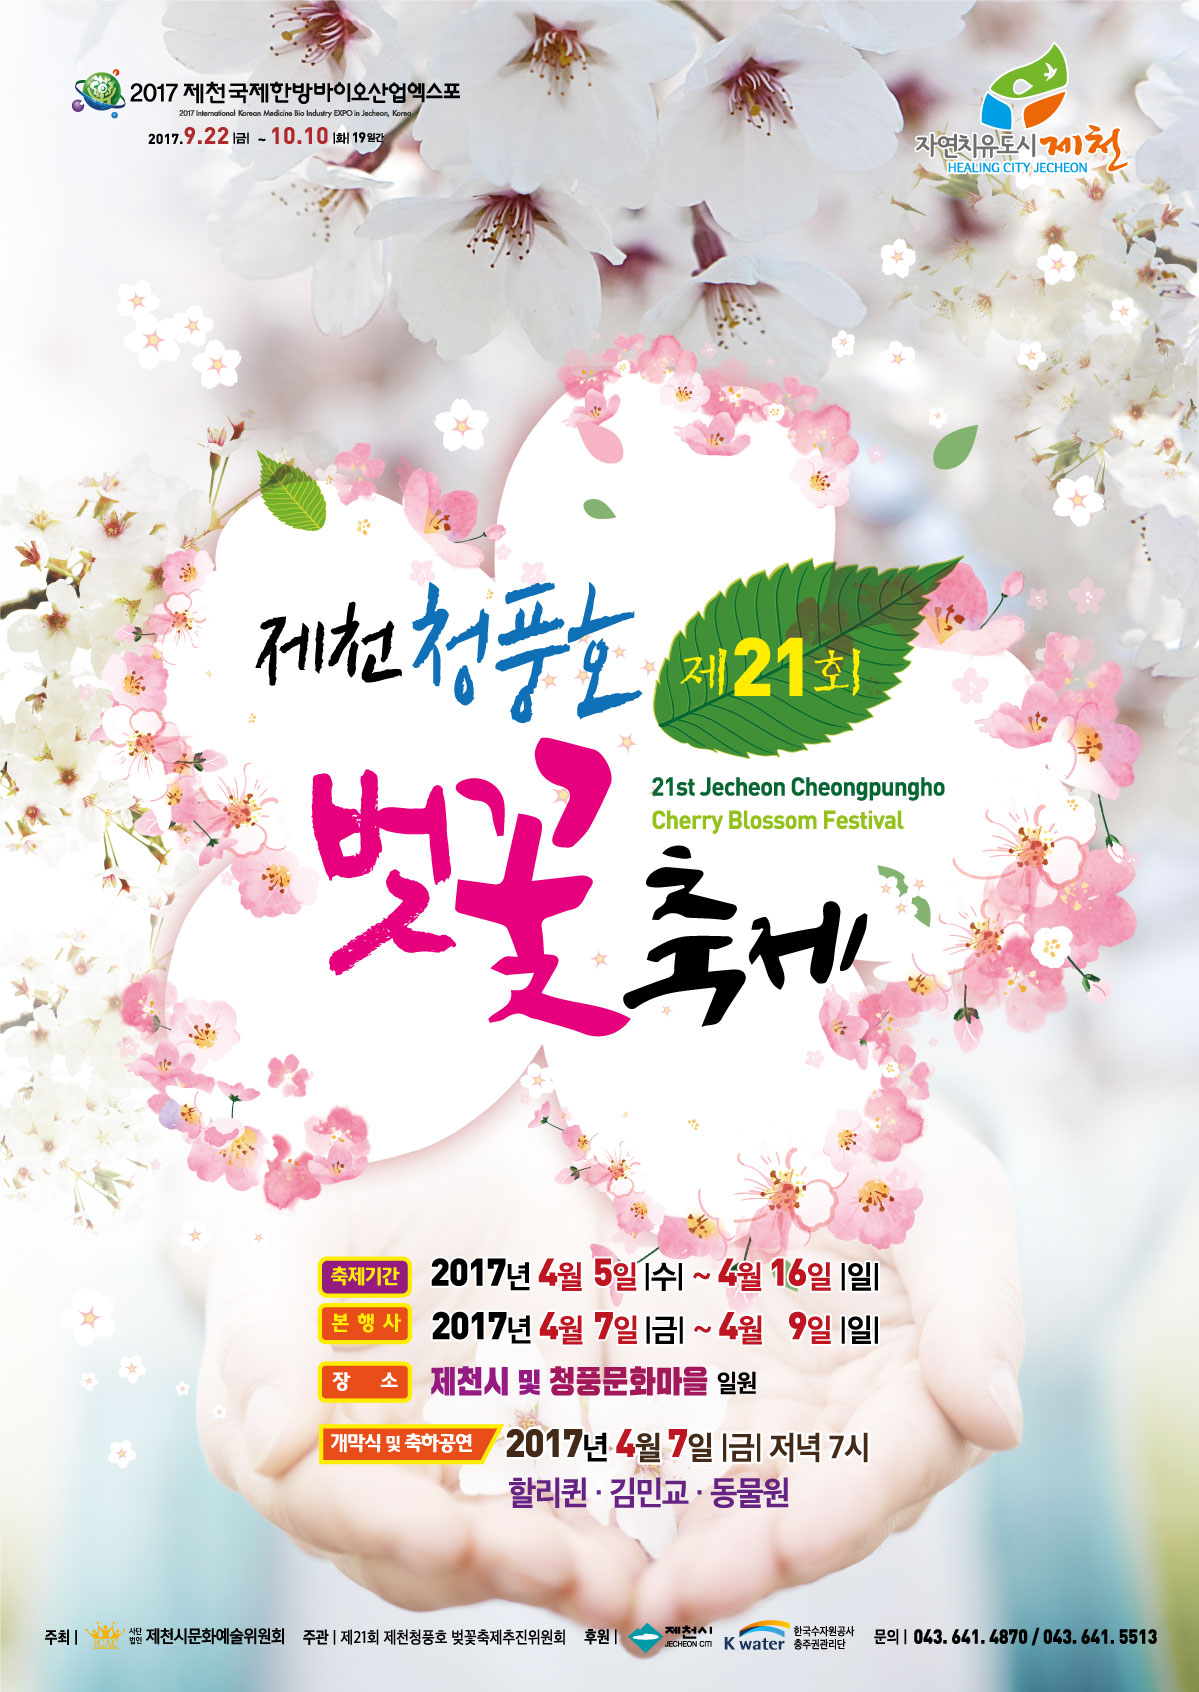 2017 제천국제한방바이오산업엑스포
2017 International Korean Medicine Bio Industry EXPO in Jecheon, Korea
2017.9.22 |금| ~ 10.10 |화| 19일간
자연치유도시 제천
HEALING CITY JECHEON
제천 청풍호 제21회
벚꽃 축제
21st Jecheon Cheongpungho
Cherry Blossom Festival
축제기간 2017년 4월 5일 |수| ~ 4월 16일 |일|
본행사 2017년 4월 7일 |금| ~ 4월 9일 |일|
장소 제천시 및 청풍문화마을 일원
개막식 및 축하공연 2017년 4월 7일 |금| 저녁 7시
할리퀸 · 김민교 · 동물원
주최 | 사단법인 제천시문화예술위원회 주관 | 제21회 제천청풍호 벚꽃축제추진위원회 후원 | 제천시 JECHEON CITI K water 한국수자원공사 충주권관리단 문의 | 043. 641. 4870 / 043. 641. 5513